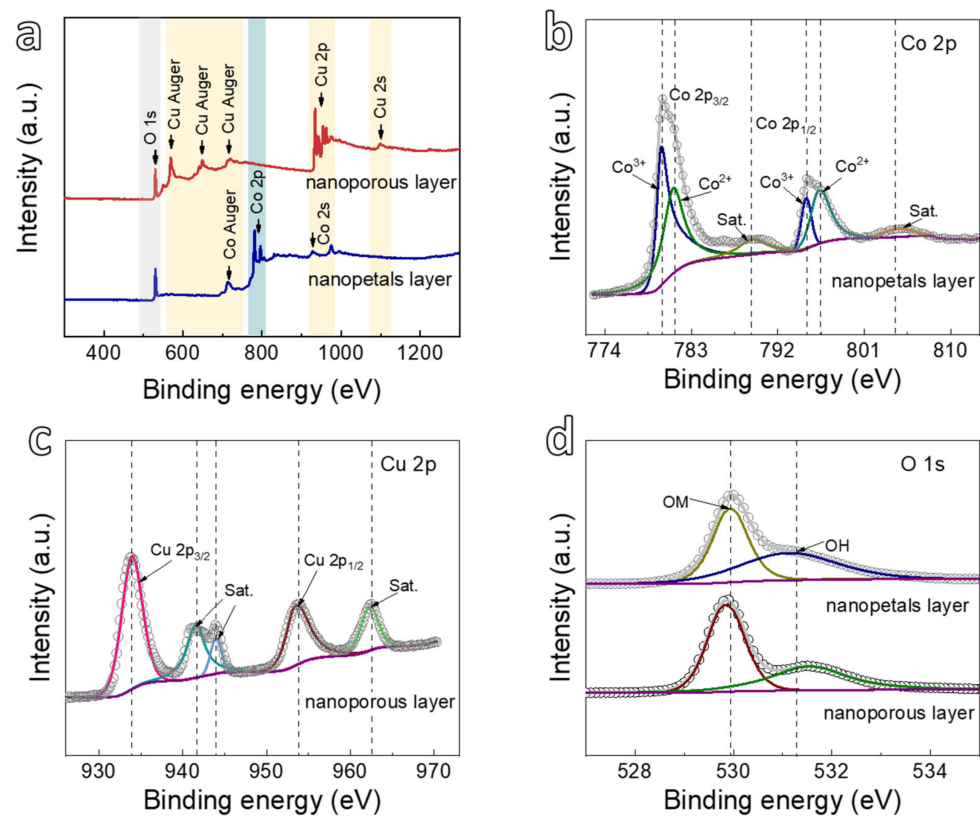 a
Intensity (a.u.)
O 1s
Cu Auger
Cu Auger
Cu Auger
Cu 2p
Cu 2s
nanoporous layer
Co Auger
Co 2p
Co 2s
nanopetals layer
400 600 800 1000 1200
Binding energy (eV)
b
Intensity (a.u.)
Co 2p
Co 2p3/2
Co 2p1/2
Co3+
Co2+
Co3+
Co2+
Sat.
Sat.
nanopetals layer
774 783 792 801 810
Binding energy (eV)
c
Intensity (a.u.)
Cu 2p
Cu 2p3/2
Sat.
Cu 2p1/2
Sat.
nanoporous layer
930 940 950 960 970
Binding energy (eV)
d
Intensity (a.u.)
O 1s
OM
OH
nanopetals layer
nanoporous layer
528 530 532 534
Binding energy (eV)